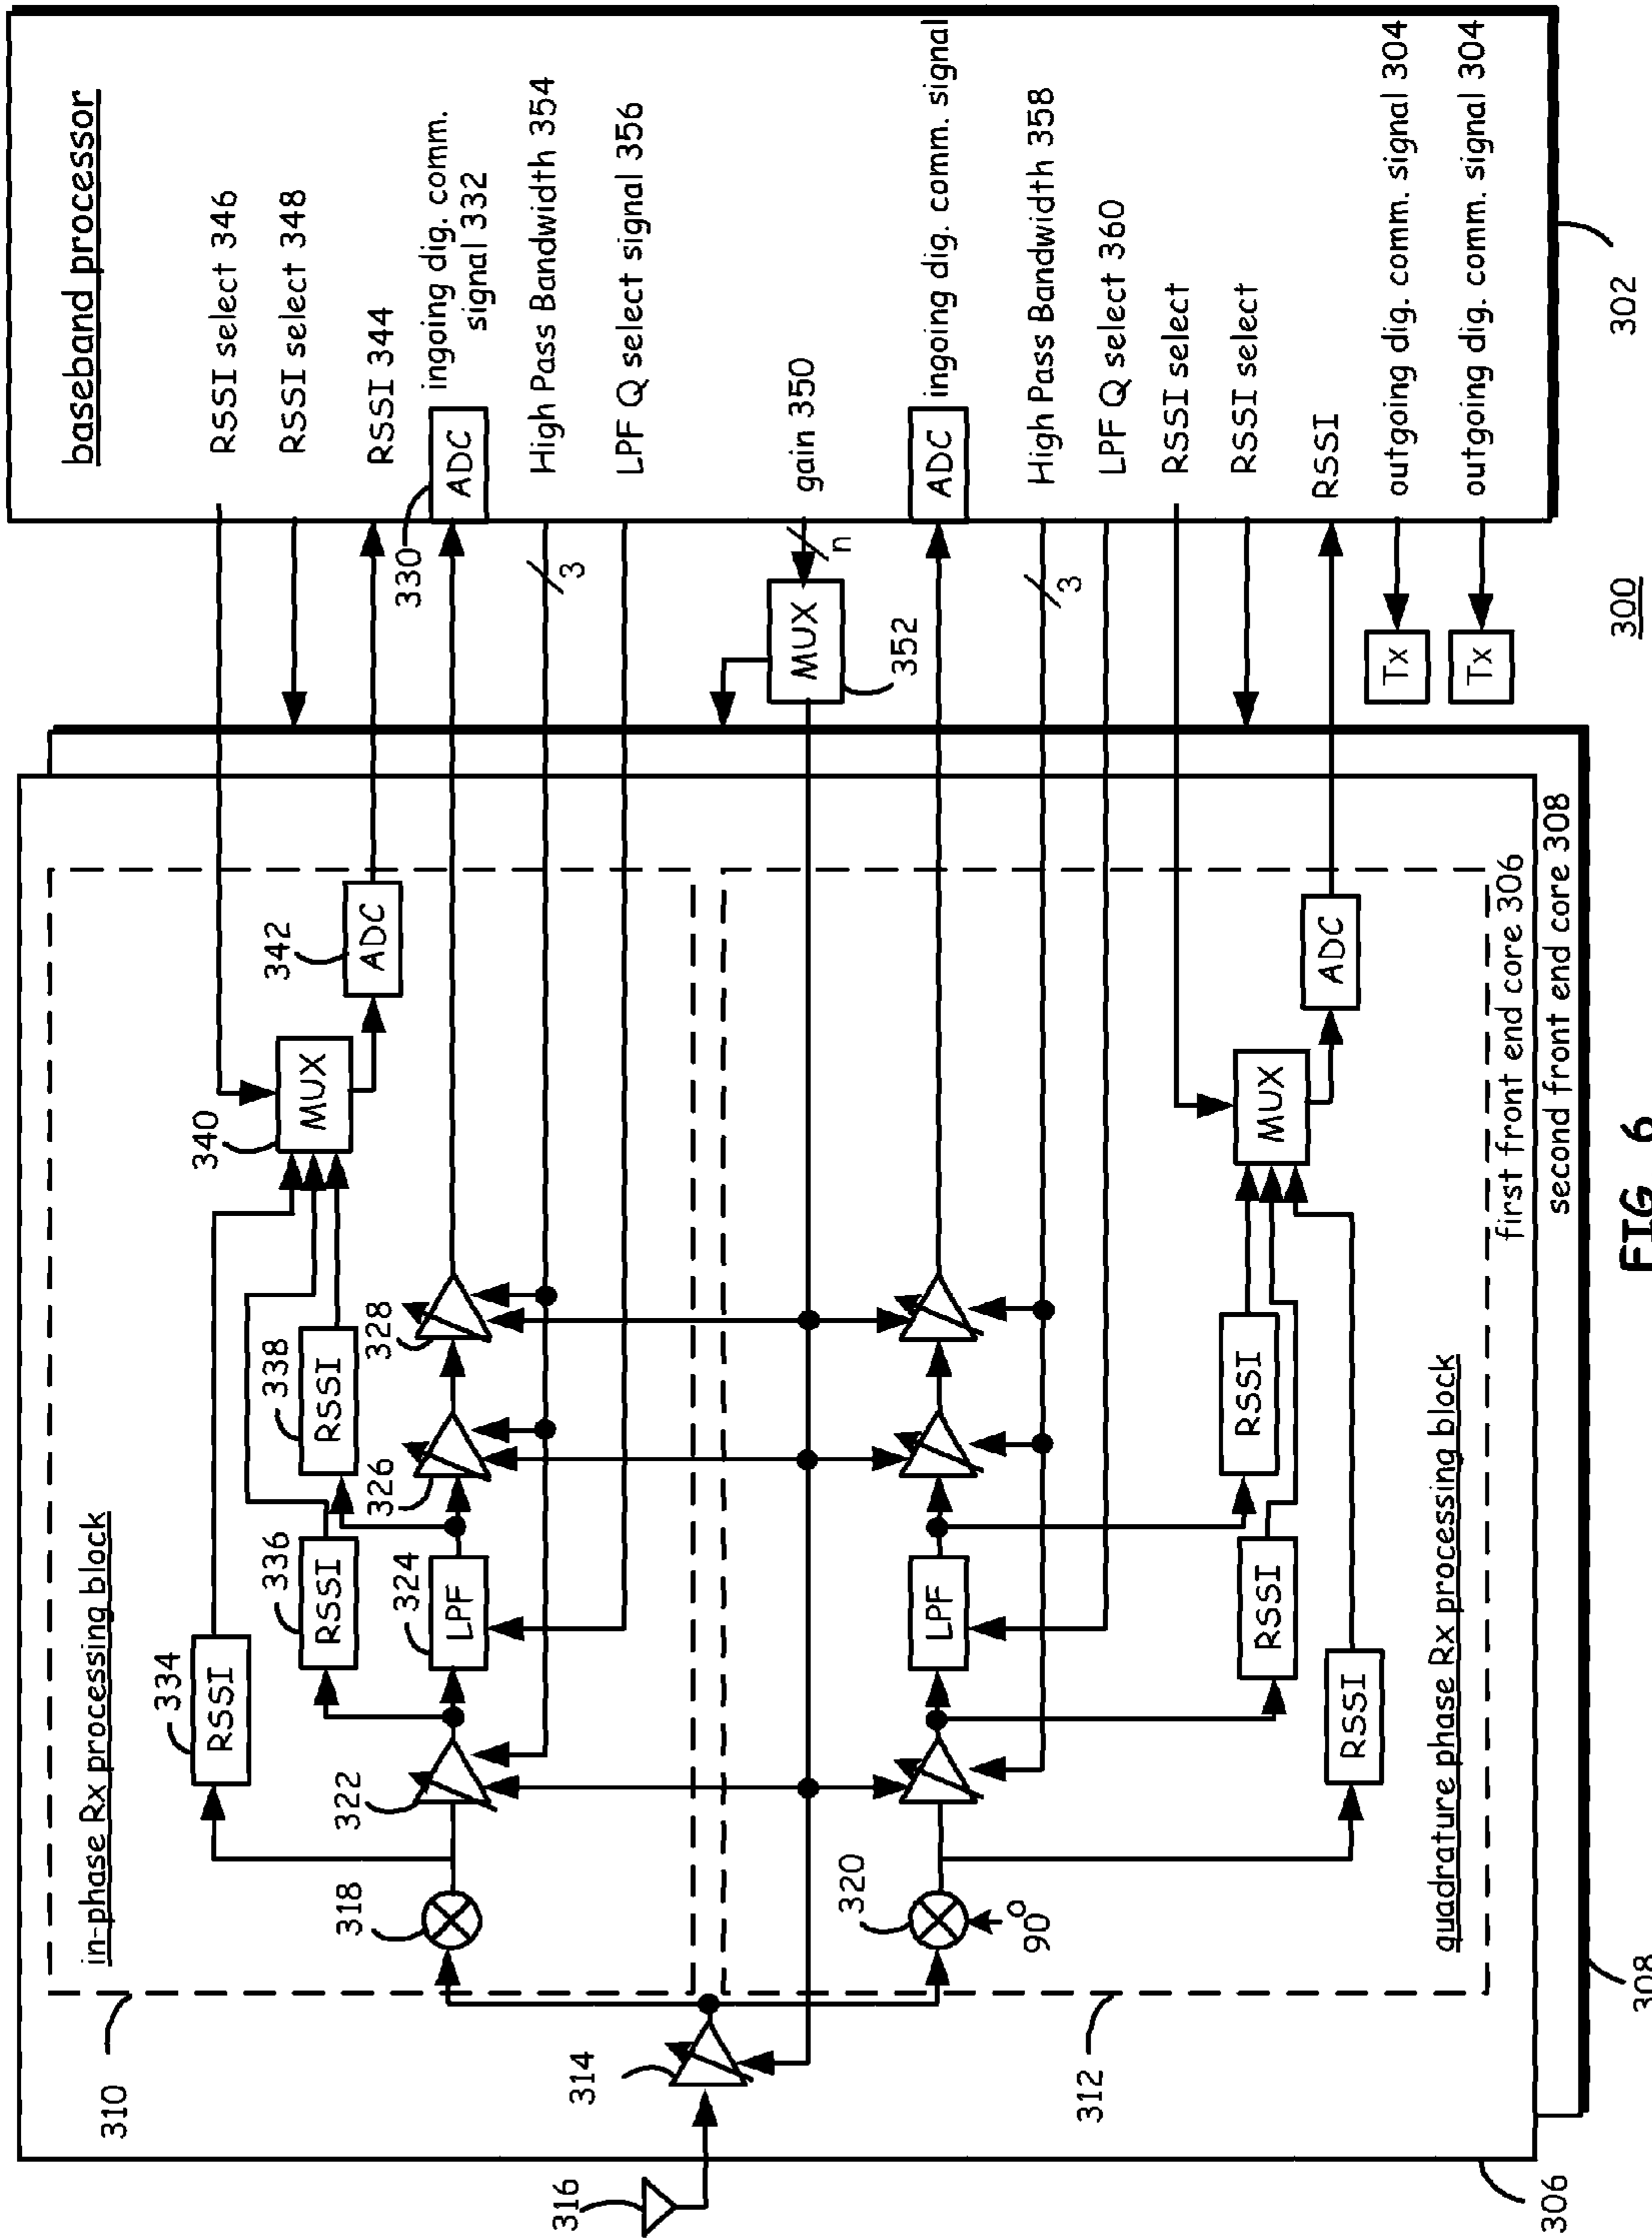 310
in-phase Rx processing block
334
RSSI
336
RSSI
338
RSSI
340
MUX
342
ADC
318
322
324
LPF
326
328
330
ADC
316
314
MUX
352
n
3
3
320
90°
LPF
ADC
RSSI
RSSI
RSSI
MUX
ADC
312
quadrature phase Rx processing block
first front end core 306
second front end core 308
306
308
baseband processor
RSSI select 346
RSSI select 348
RSSI 344
ingoing dig. comm.
signal 332
High Pass Bandwidth 354
LPF Q select signal 356
gain 350
ingoing dig. comm. signal
High Pass Bandwidth 358
LPF Q select 360
RSSI select
RSSI select
RSSI
outgoing dig. comm. signal 304
outgoing dig. comm. signal 304
Tx
Tx
302
300
FIG. 6